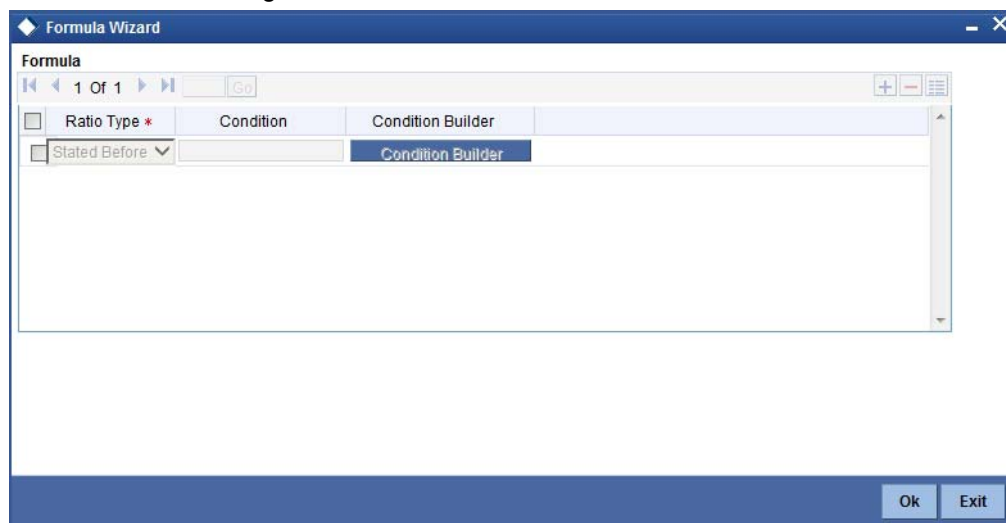 Formula Wizard
Formula
1 Of 1 Go
Ratio Type * Condition Condition Builder
Stated Before Condition Builder
Ok Exit